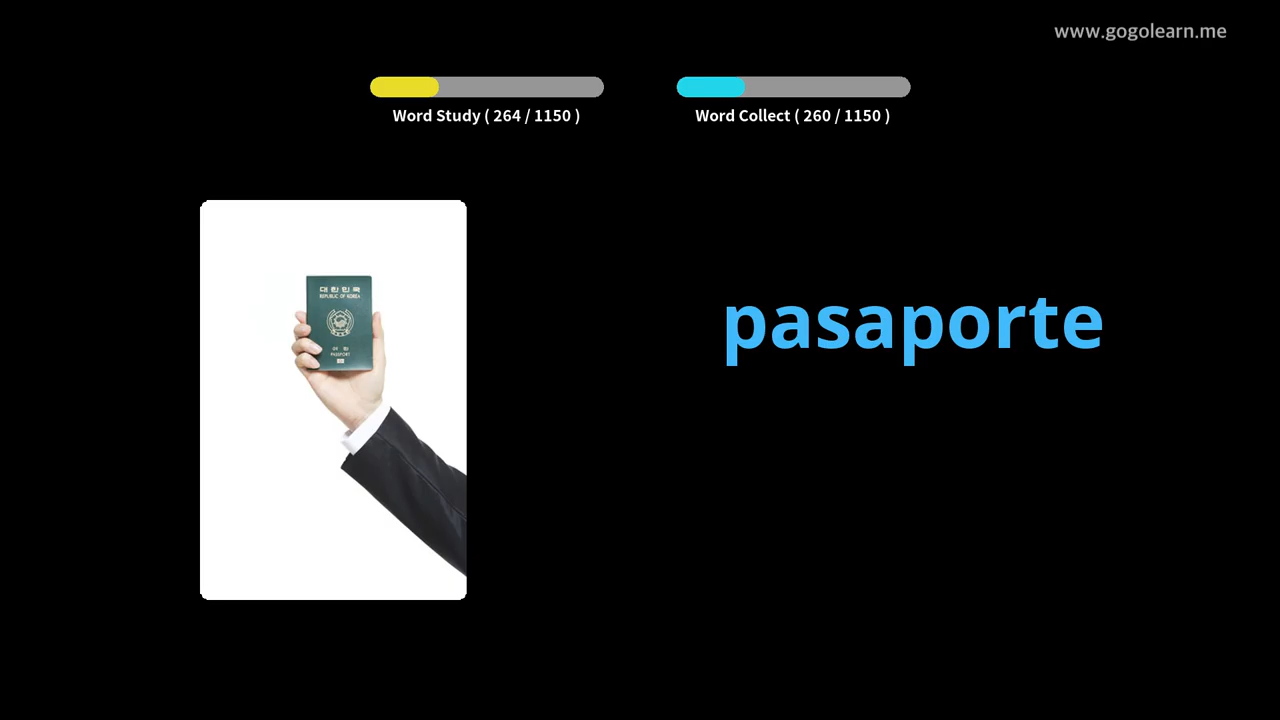 www.gogolearn.me
Word Study ( 264 / 1150 )
Word Collect ( 260 / 1150 )
대한민국
REPUBLIC OF KOREA
여 권
PASSPORT
pasaporte